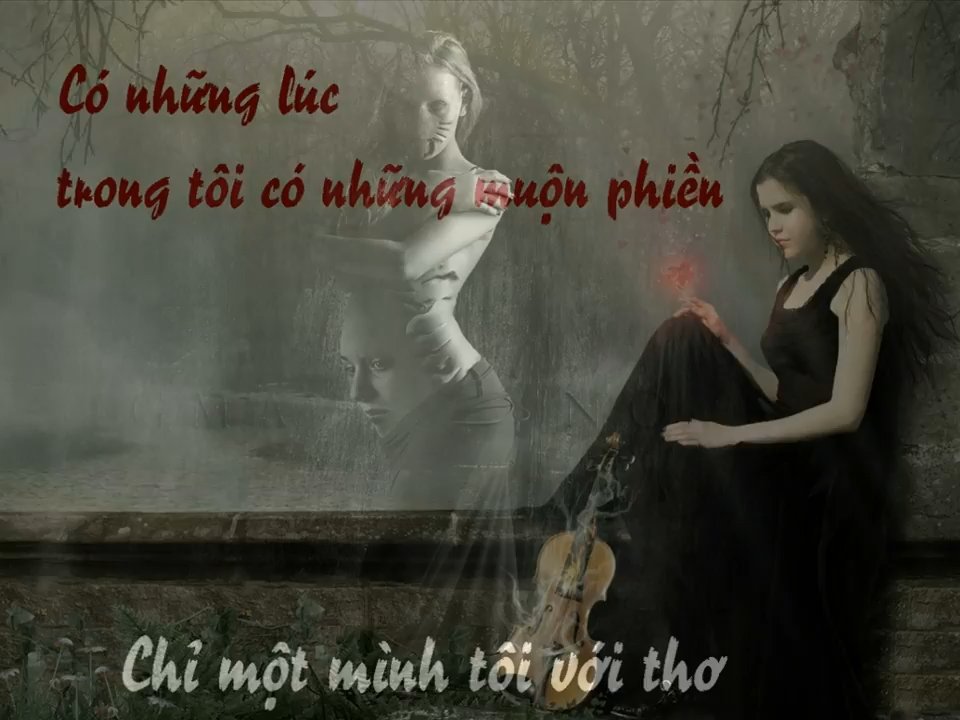 Có những lúc
trong tôi có những muộn phiền
Chỉ một mình tôi với thơ